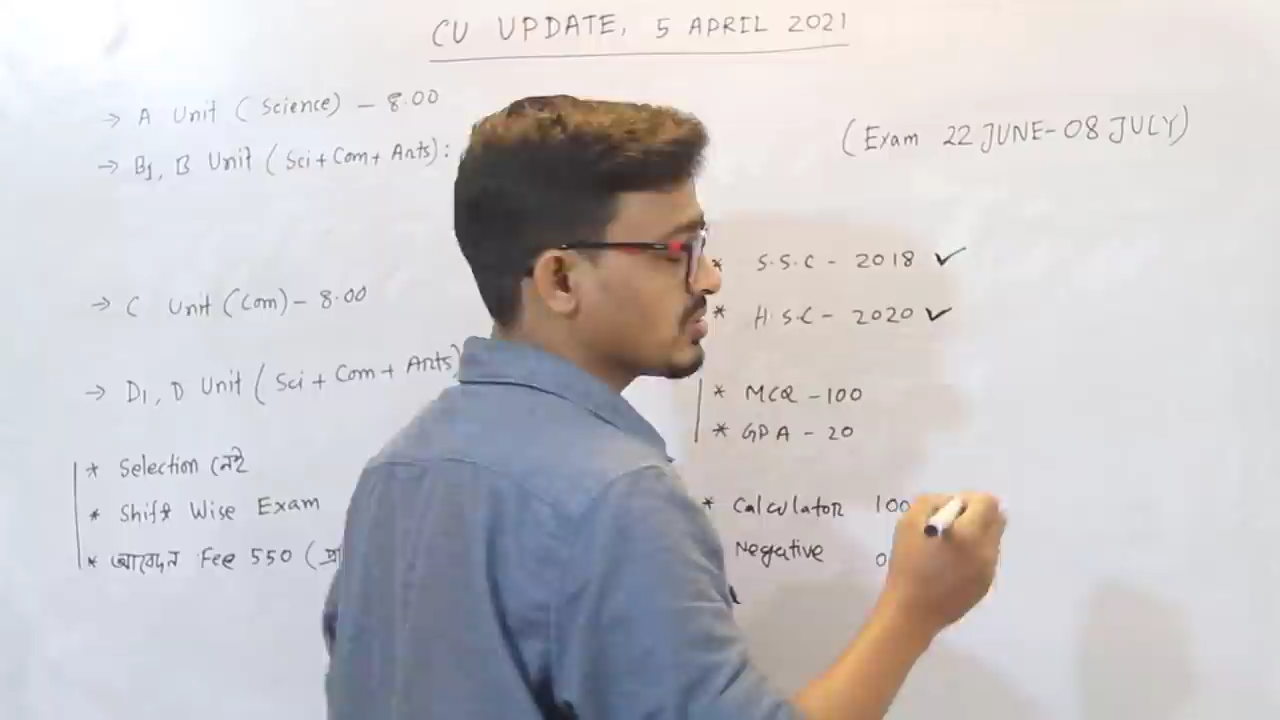 CU UPDATE, 5 APRIL 2021
→ A Unit (Science) - 8.00
→ B1, B Unit (Sci + Com + Arts):
(Exam 22 JUNE-08 JULY)
* S.S.C - 2018 ✓
* H.S.C - 2020 ✓
→ C Unit (Com) - 8.00
→ D1, D Unit (Sci + Com + Arts)
* MCQ - 100
* GPA - 20
* Selection নেই
* Shift Wise Exam
* আবেদন Fee 550 (
* Calculator 100
Negative 0